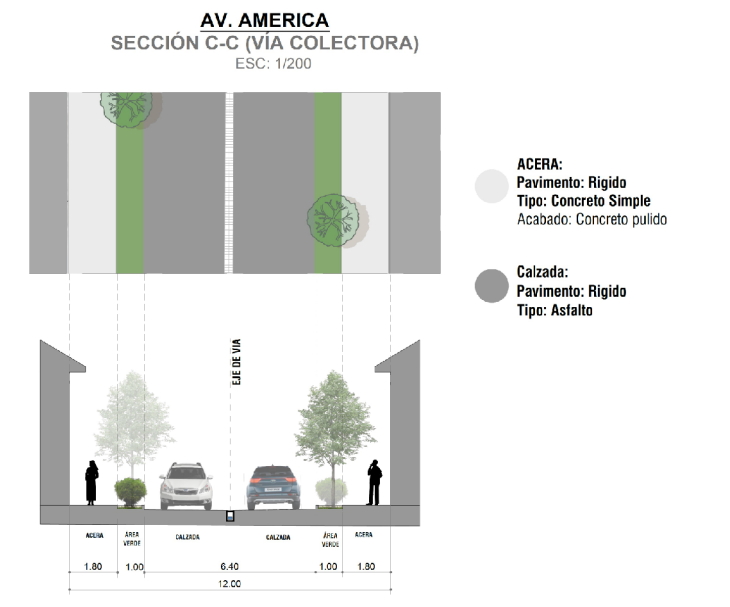 AV. AMERICA
SECCIÓN C-C (VÍA COLECTORA)
ESC: 1/200
ACERA:
Pavimento: Rigido
Tipo: Concreto Simple
Acabado: Concreto pulido
Calzada:
Pavimento: Rigido
Tipo: Asfalto
EJE DE VIA
ACERA
ÁREA
VERDE
CALZADA
CALZADA
ÁREA
VERDE
ACERA
1.80
1.00
6.40
1.00
1.80
12.00